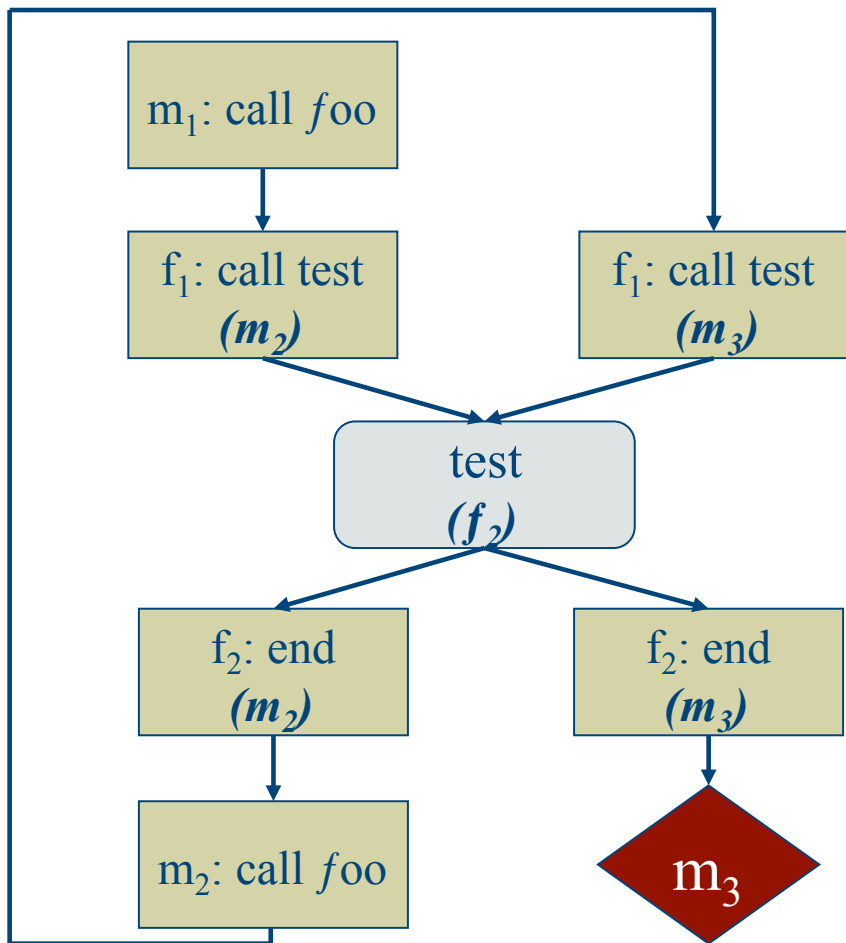 m₁: call foo
f₁: call test
(m₂)
f₁: call test
(m₃)
test
(f₂)
f₂: end
(m₂)
f₂: end
(m₃)
m₂: call foo
m₃